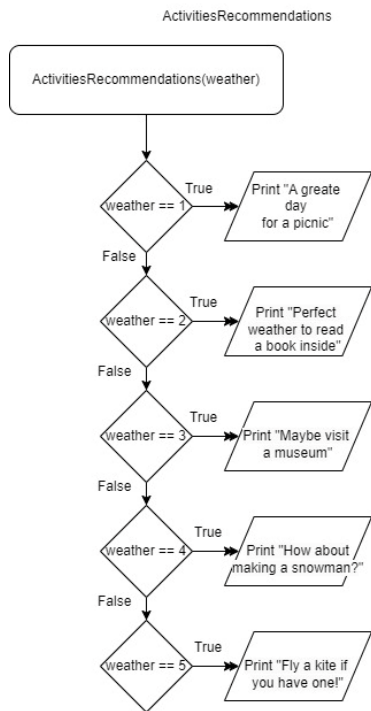 ActivitiesRecommendations
ActivitiesRecommendations(weather)
weather == 1
True
Print "A greate
day
for a picnic"
False
weather == 2
True
Print "Perfect
weather to read
a book inside"
False
weather == 3
True
Print "Maybe visit
a museum"
False
weather == 4
True
Print "How about
making a snowman?"
False
weather == 5
True
Print "Fly a kite if
you have one!"